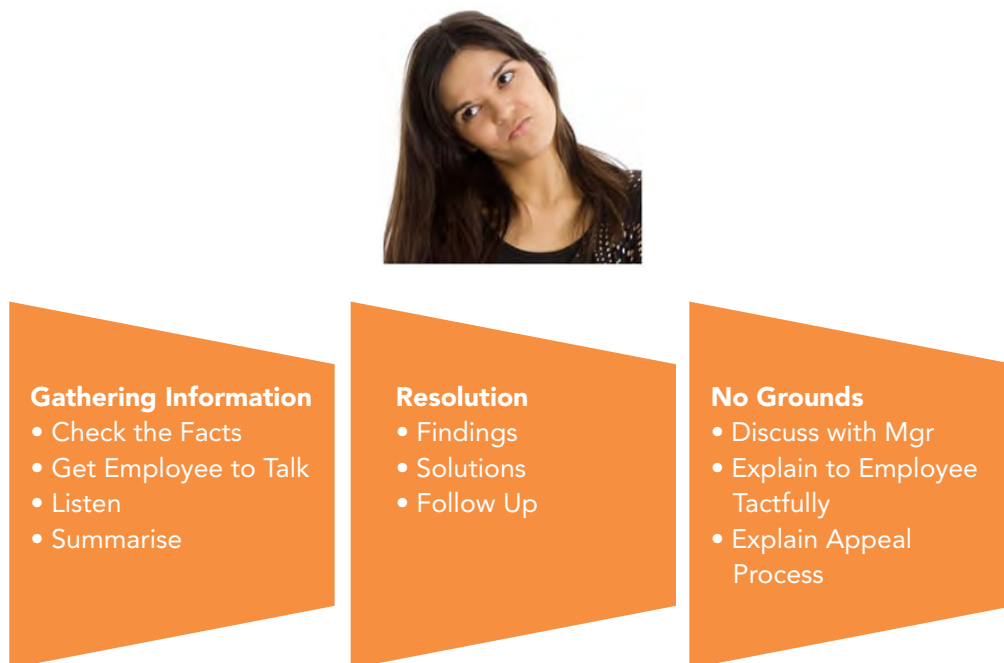 Gathering Information
• Check the Facts
• Get Employee to Talk
• Listen
• Summarise
Resolution
• Findings
• Solutions
• Follow Up
No Grounds
• Discuss with Mgr
• Explain to Employee
Tactfully
• Explain Appeal
Process